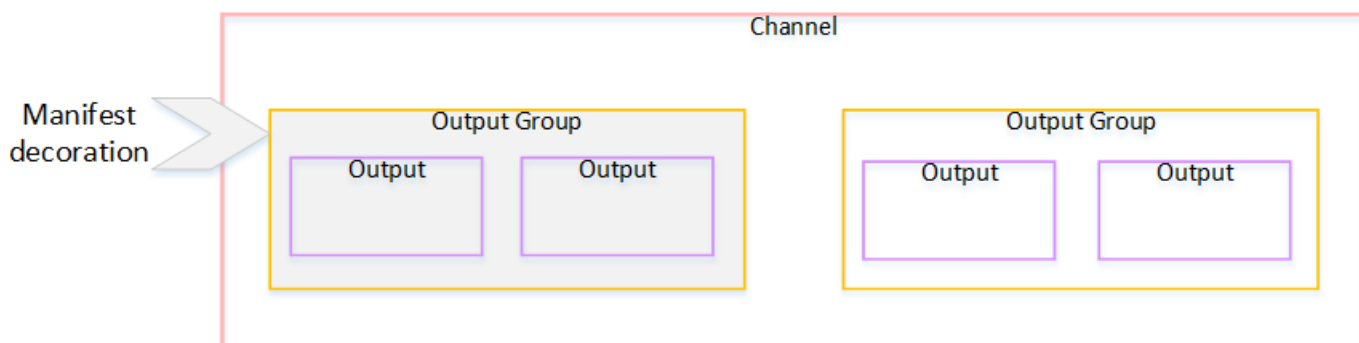 Channel
Manifest
decoration
Output Group
Output
Output
Output Group
Output
Output